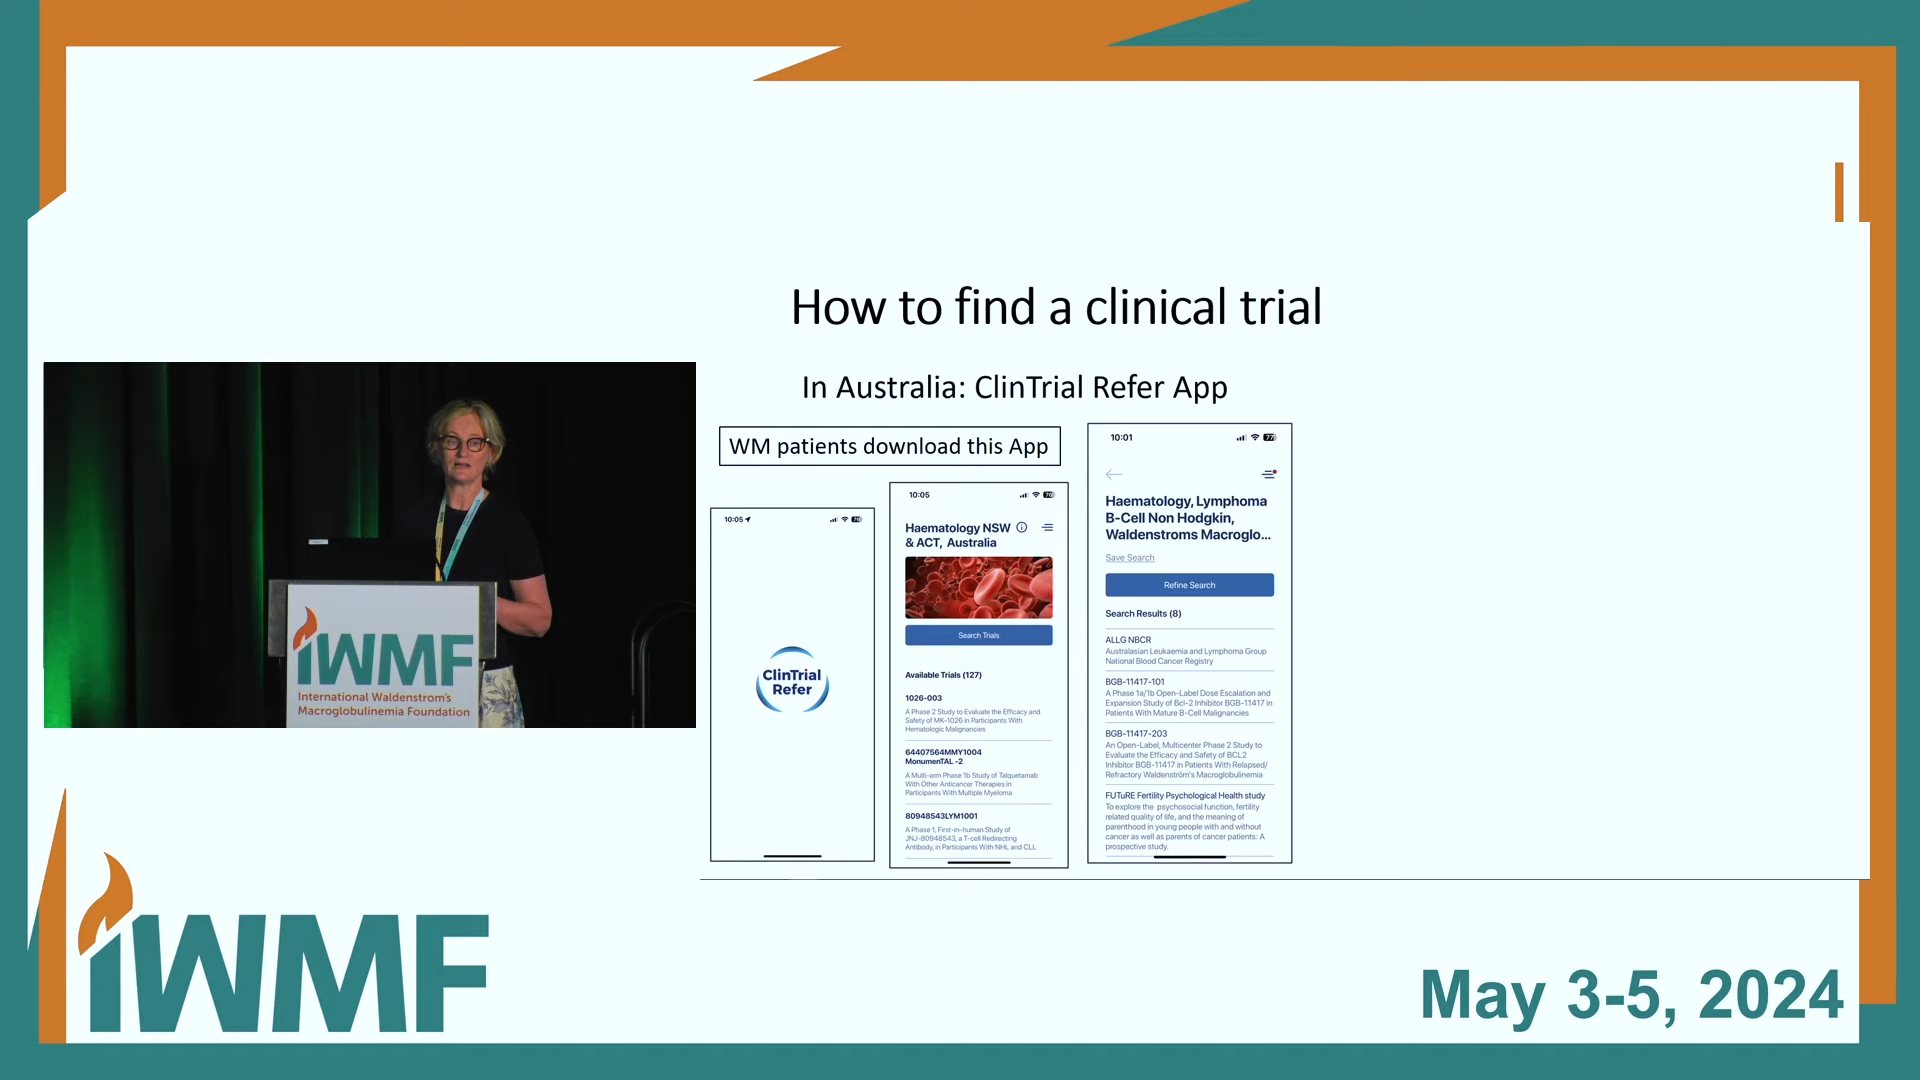 How to find a clinical trial
In Australia: ClinTrial Refer App
WM patients download this App
10:05
ClinTrial
Refer
10:05
Haematology NSW
& ACT, Australia
Search Trials
Available Trials (127)
1026-003
A Phase 2 Study to Evaluate the Efficacy and
Safety of MK-1026 in Participants With
Hematologic Malignancies
64407564MMY1004
MonumenTAL -2
A Multi-arm Phase 1b Study of Talquetamab
With Other Anticancer Therapies in
Participants With Multiple Myeloma
80948543LYM1001
A Phase 1, First-in-human Study of
JNJ-80948543, a T-cell Redirecting
Antibody, in Participants With NHL and CLL
10:01
77
Haematology, Lymphoma
B-Cell Non Hodgkin,
Waldenstroms Macroglo...
Save Search
Refine Search
Search Results (8)
ALLG NBCR
Australasian Leukaemia and Lymphoma Group
National Blood Cancer Registry
BGB-11417-101
A Phase 1a/1b Open-Label Dose Escalation and
Expansion Study of Bcl-2 Inhibitor BGB-11417 in
Patients With Mature B-Cell Malignancies
BGB-11417-203
An Open-Label, Multicenter Phase 2 Study to
Evaluate the Efficacy and Safety of BCL2
Inhibitor BGB-11417 in Patients With Relapsed/
Refractory Waldenström's Macroglobulinemia
FUTuRE Fertility Psychological Health study
To explore the psychosocial function, fertility
related quality of life, and the meaning of
parenthood in young people with and without
cancer as well as parents of cancer patients: A
prospective study.
iWMF
International Waldenstrom's
Macroglobulinemia Foundation
iWMF
May 3-5, 2024